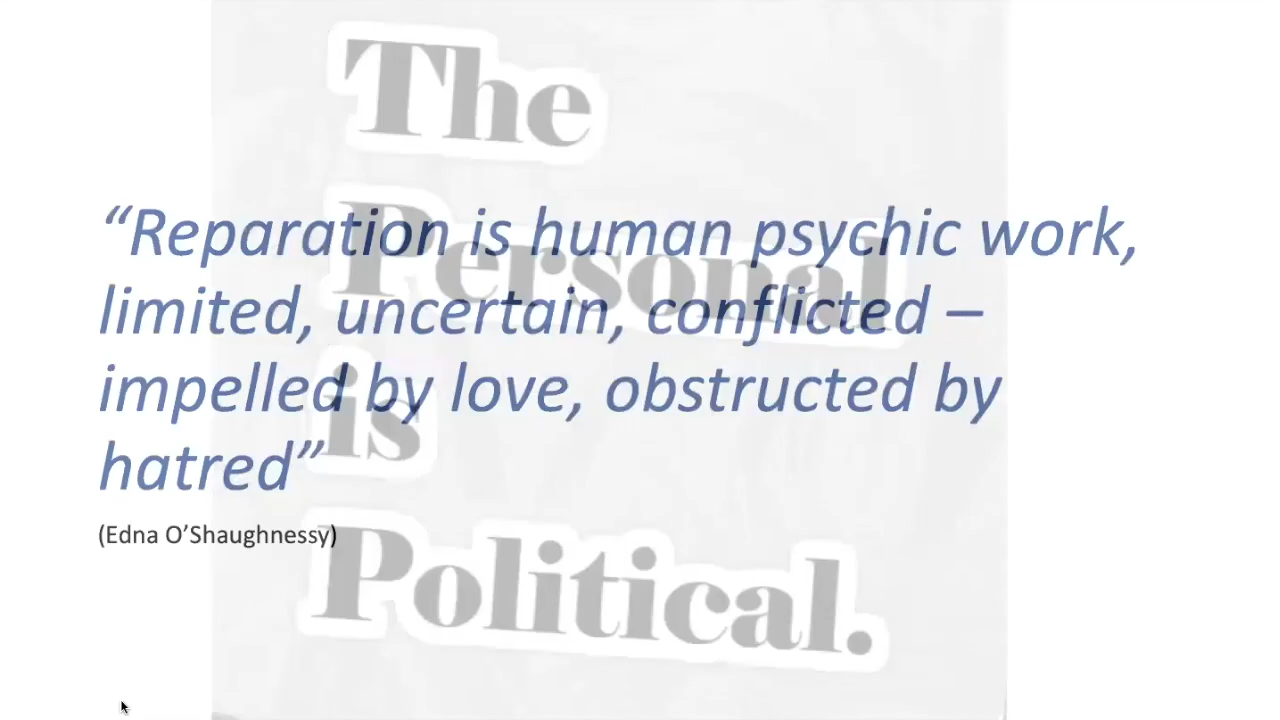 The
Personal
is
Political.
“Reparation is human psychic work,
limited, uncertain, conflicted –
impelled by love, obstructed by
hatred”
(Edna O’Shaughnessy)